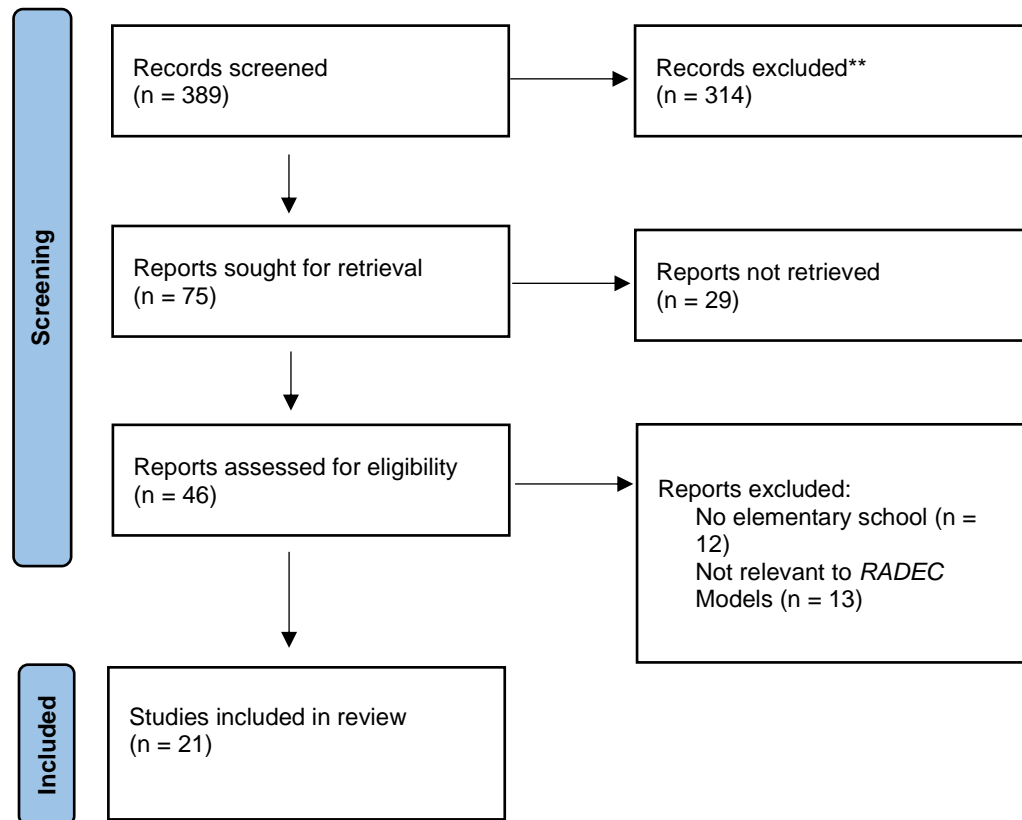 Screening
Records screened
(n = 389)
Records excluded**
(n = 314)
Reports sought for retrieval
(n = 75)
Reports not retrieved
(n = 29)
Reports assessed for eligibility
(n = 46)
Reports excluded:
No elementary school (n =
12)
Not relevant to RADEC
Models (n = 13)
Included
Studies included in review
(n = 21)